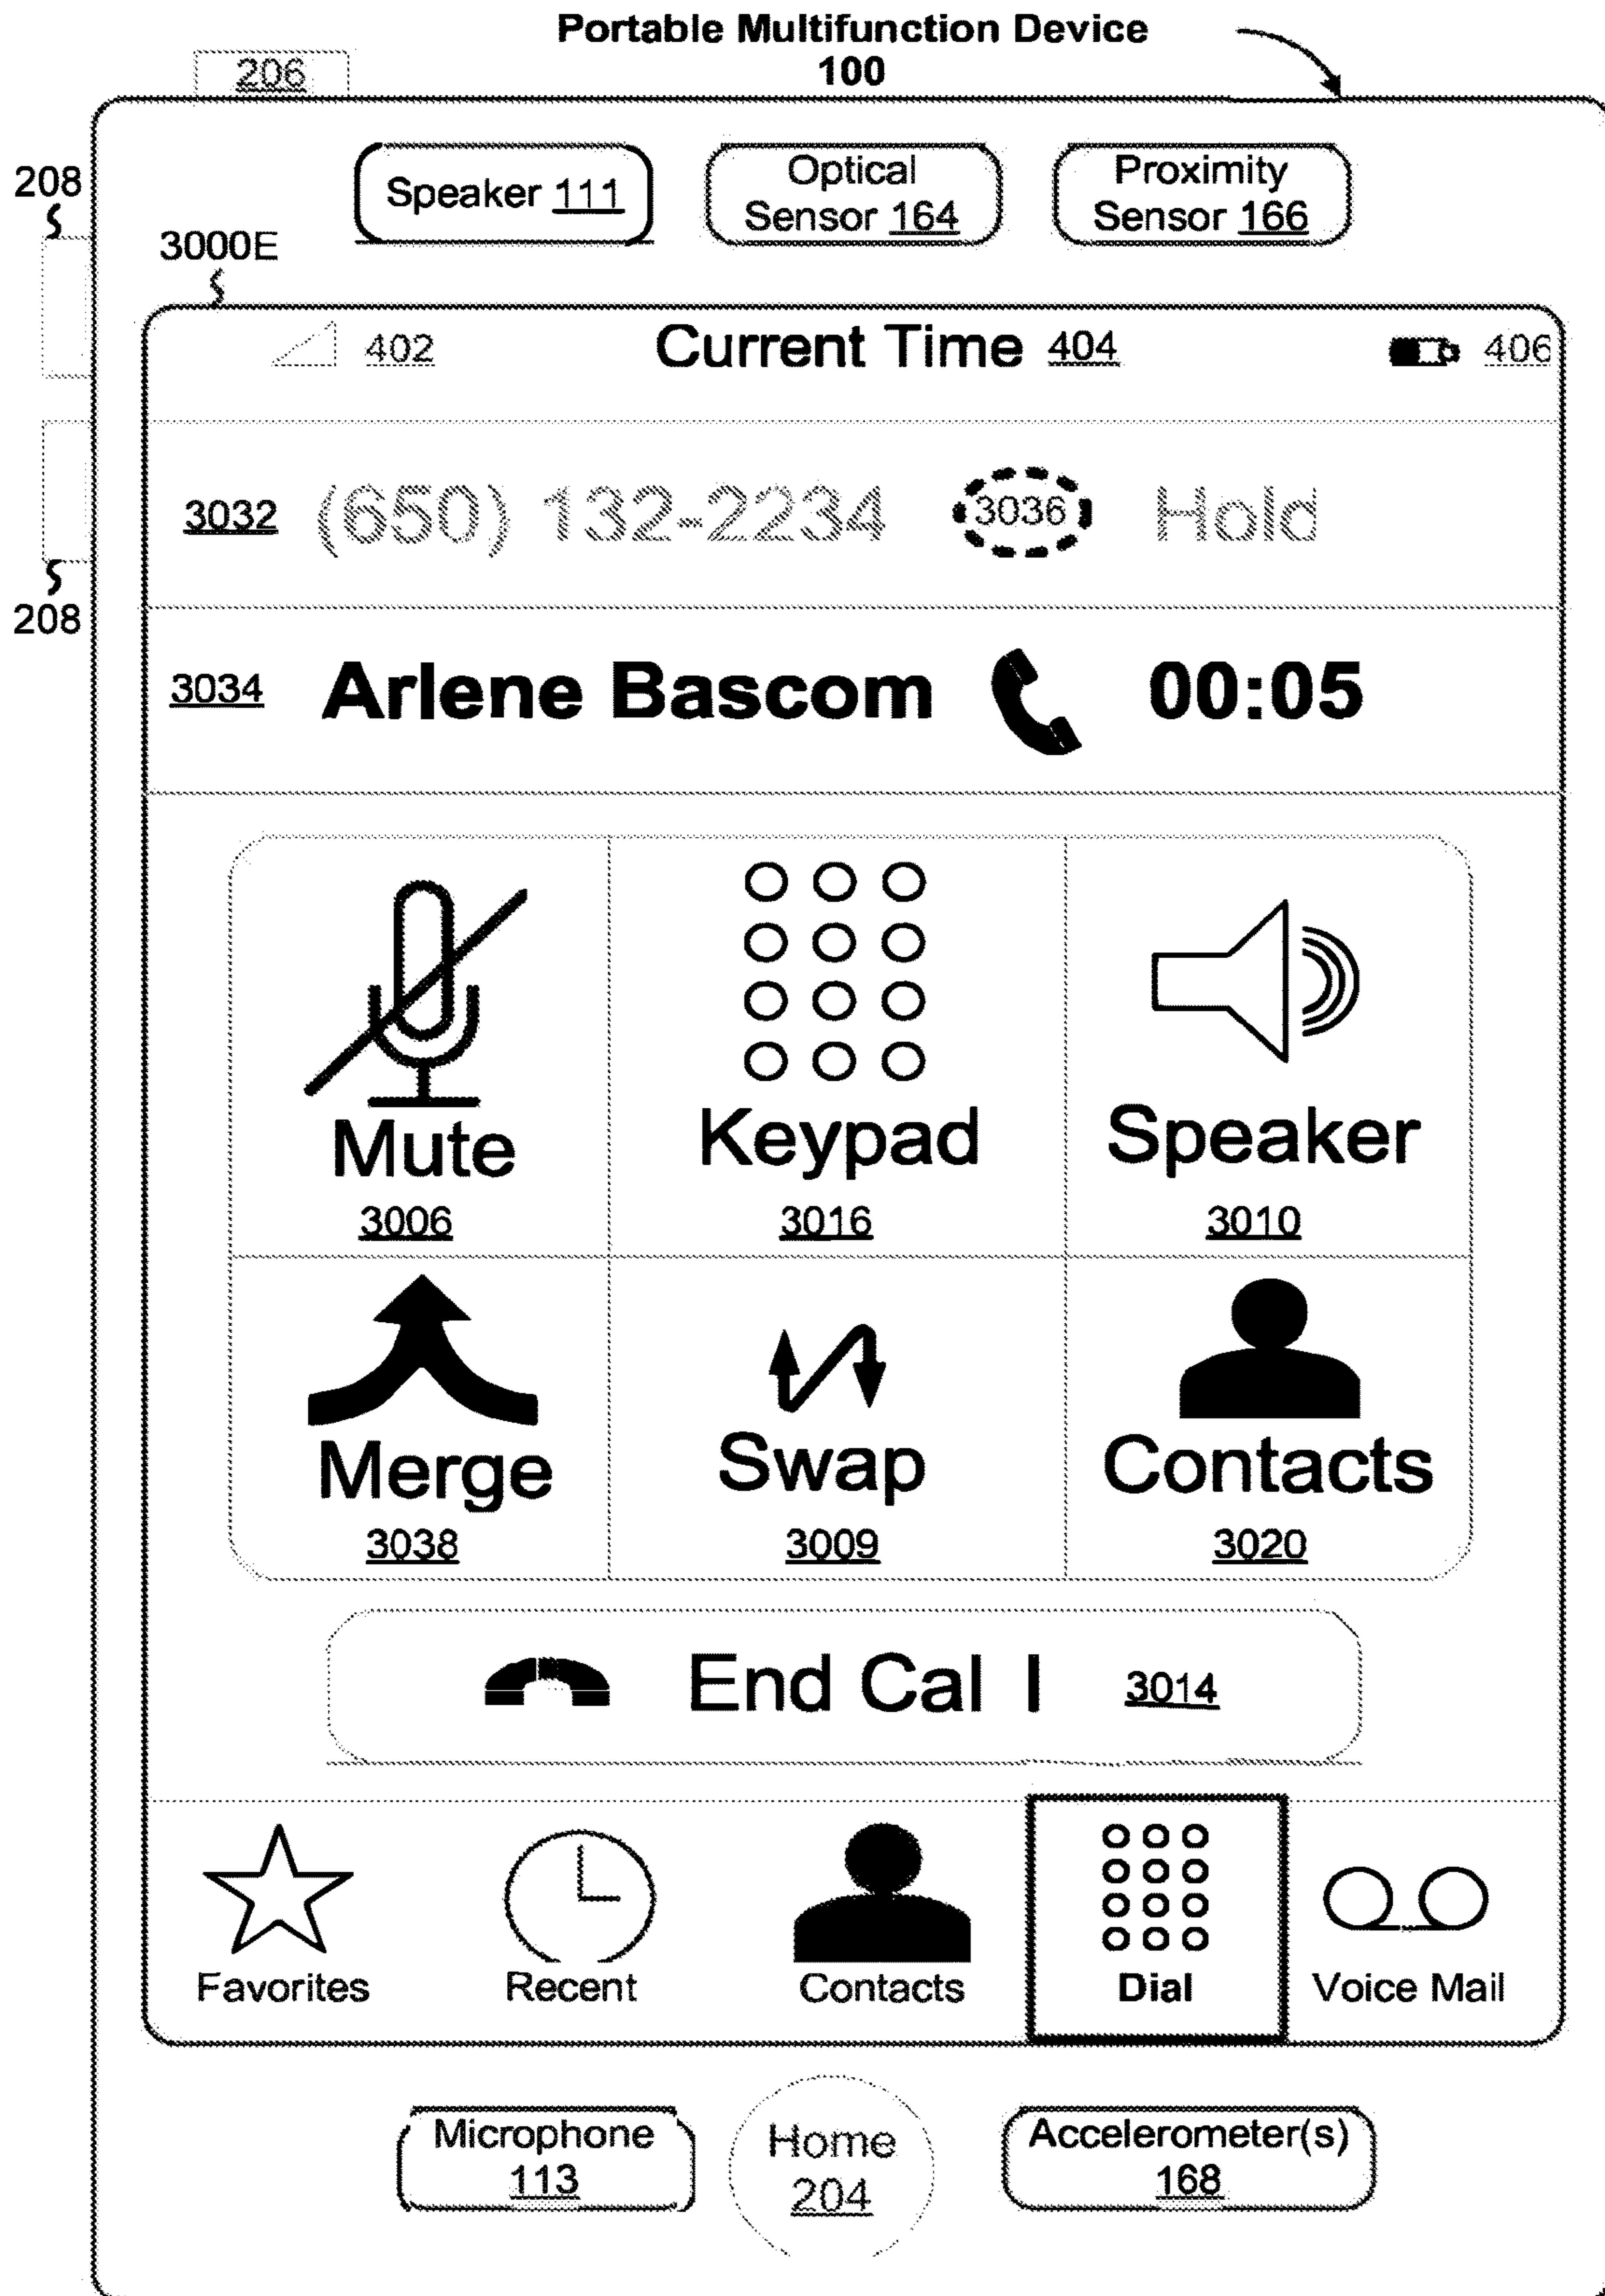 Portable Multifunction Device
100
206
208
3000E
Speaker 111
Optical
Sensor 164
Proximity
Sensor 166
402
Current Time 404
406
3032 (650) 132-2234 3036 Hold
208
3034 Arlene Bascom 00:05
Mute
3006
Keypad
3016
Speaker
3010
Merge
3038
Swap
3009
Contacts
3020
End Cal l 3014
Favorites
Recent
Contacts
Dial
Voice Mail
Microphone
113
Home
204
Accelerometer(s)
168